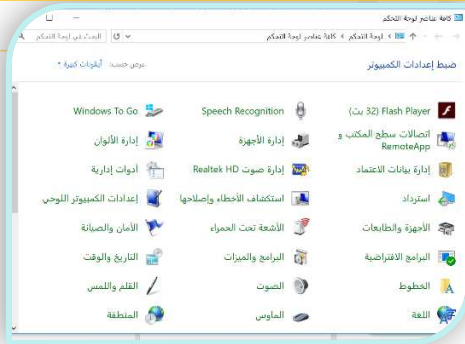 كافة عناصر لوحة التحكم
لوحة التحكم › كافة عناصر لوحة التحكم
البحث في لوحة التحكم
ضبط إعدادات الكمبيوتر
عرض حسب: أيقونات كبيرة
Flash Player (32 بت)
Speech Recognition
Windows To Go
اتصالات سطح المكتب و
RemoteApp
إدارة الأجهزة
إدارة الألوان
إدارة بيانات الاعتماد
إدارة صوت Realtek HD
أدوات إدارية
استرداد
استكشاف الأخطاء وإصلاحها
إعدادات الكمبيوتر اللوحي
الأجهزة والطابعات
الأشعة تحت الحمراء
الأمان والصيانة
البرامج الافتراضية
البرامج والميزات
التاريخ والوقت
الخطوط
الصوت
القلم واللمس
اللغة
الماوس
المنطقة